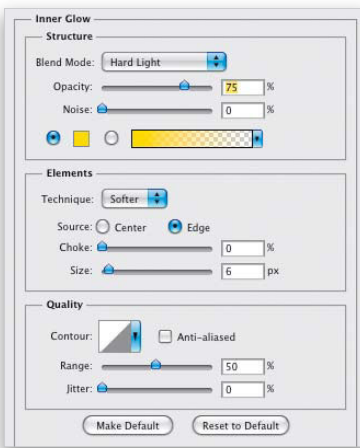 Inner Glow
Structure
Blend Mode: Hard Light
Opacity: 75 %
Noise: 0 %
Elements
Technique: Softer
Source: Center Edge
Choke: 0 %
Size: 6 px
Quality
Contour: Anti-aliased
Range: 50 %
Jitter: 0 %
Make Default Reset to Default